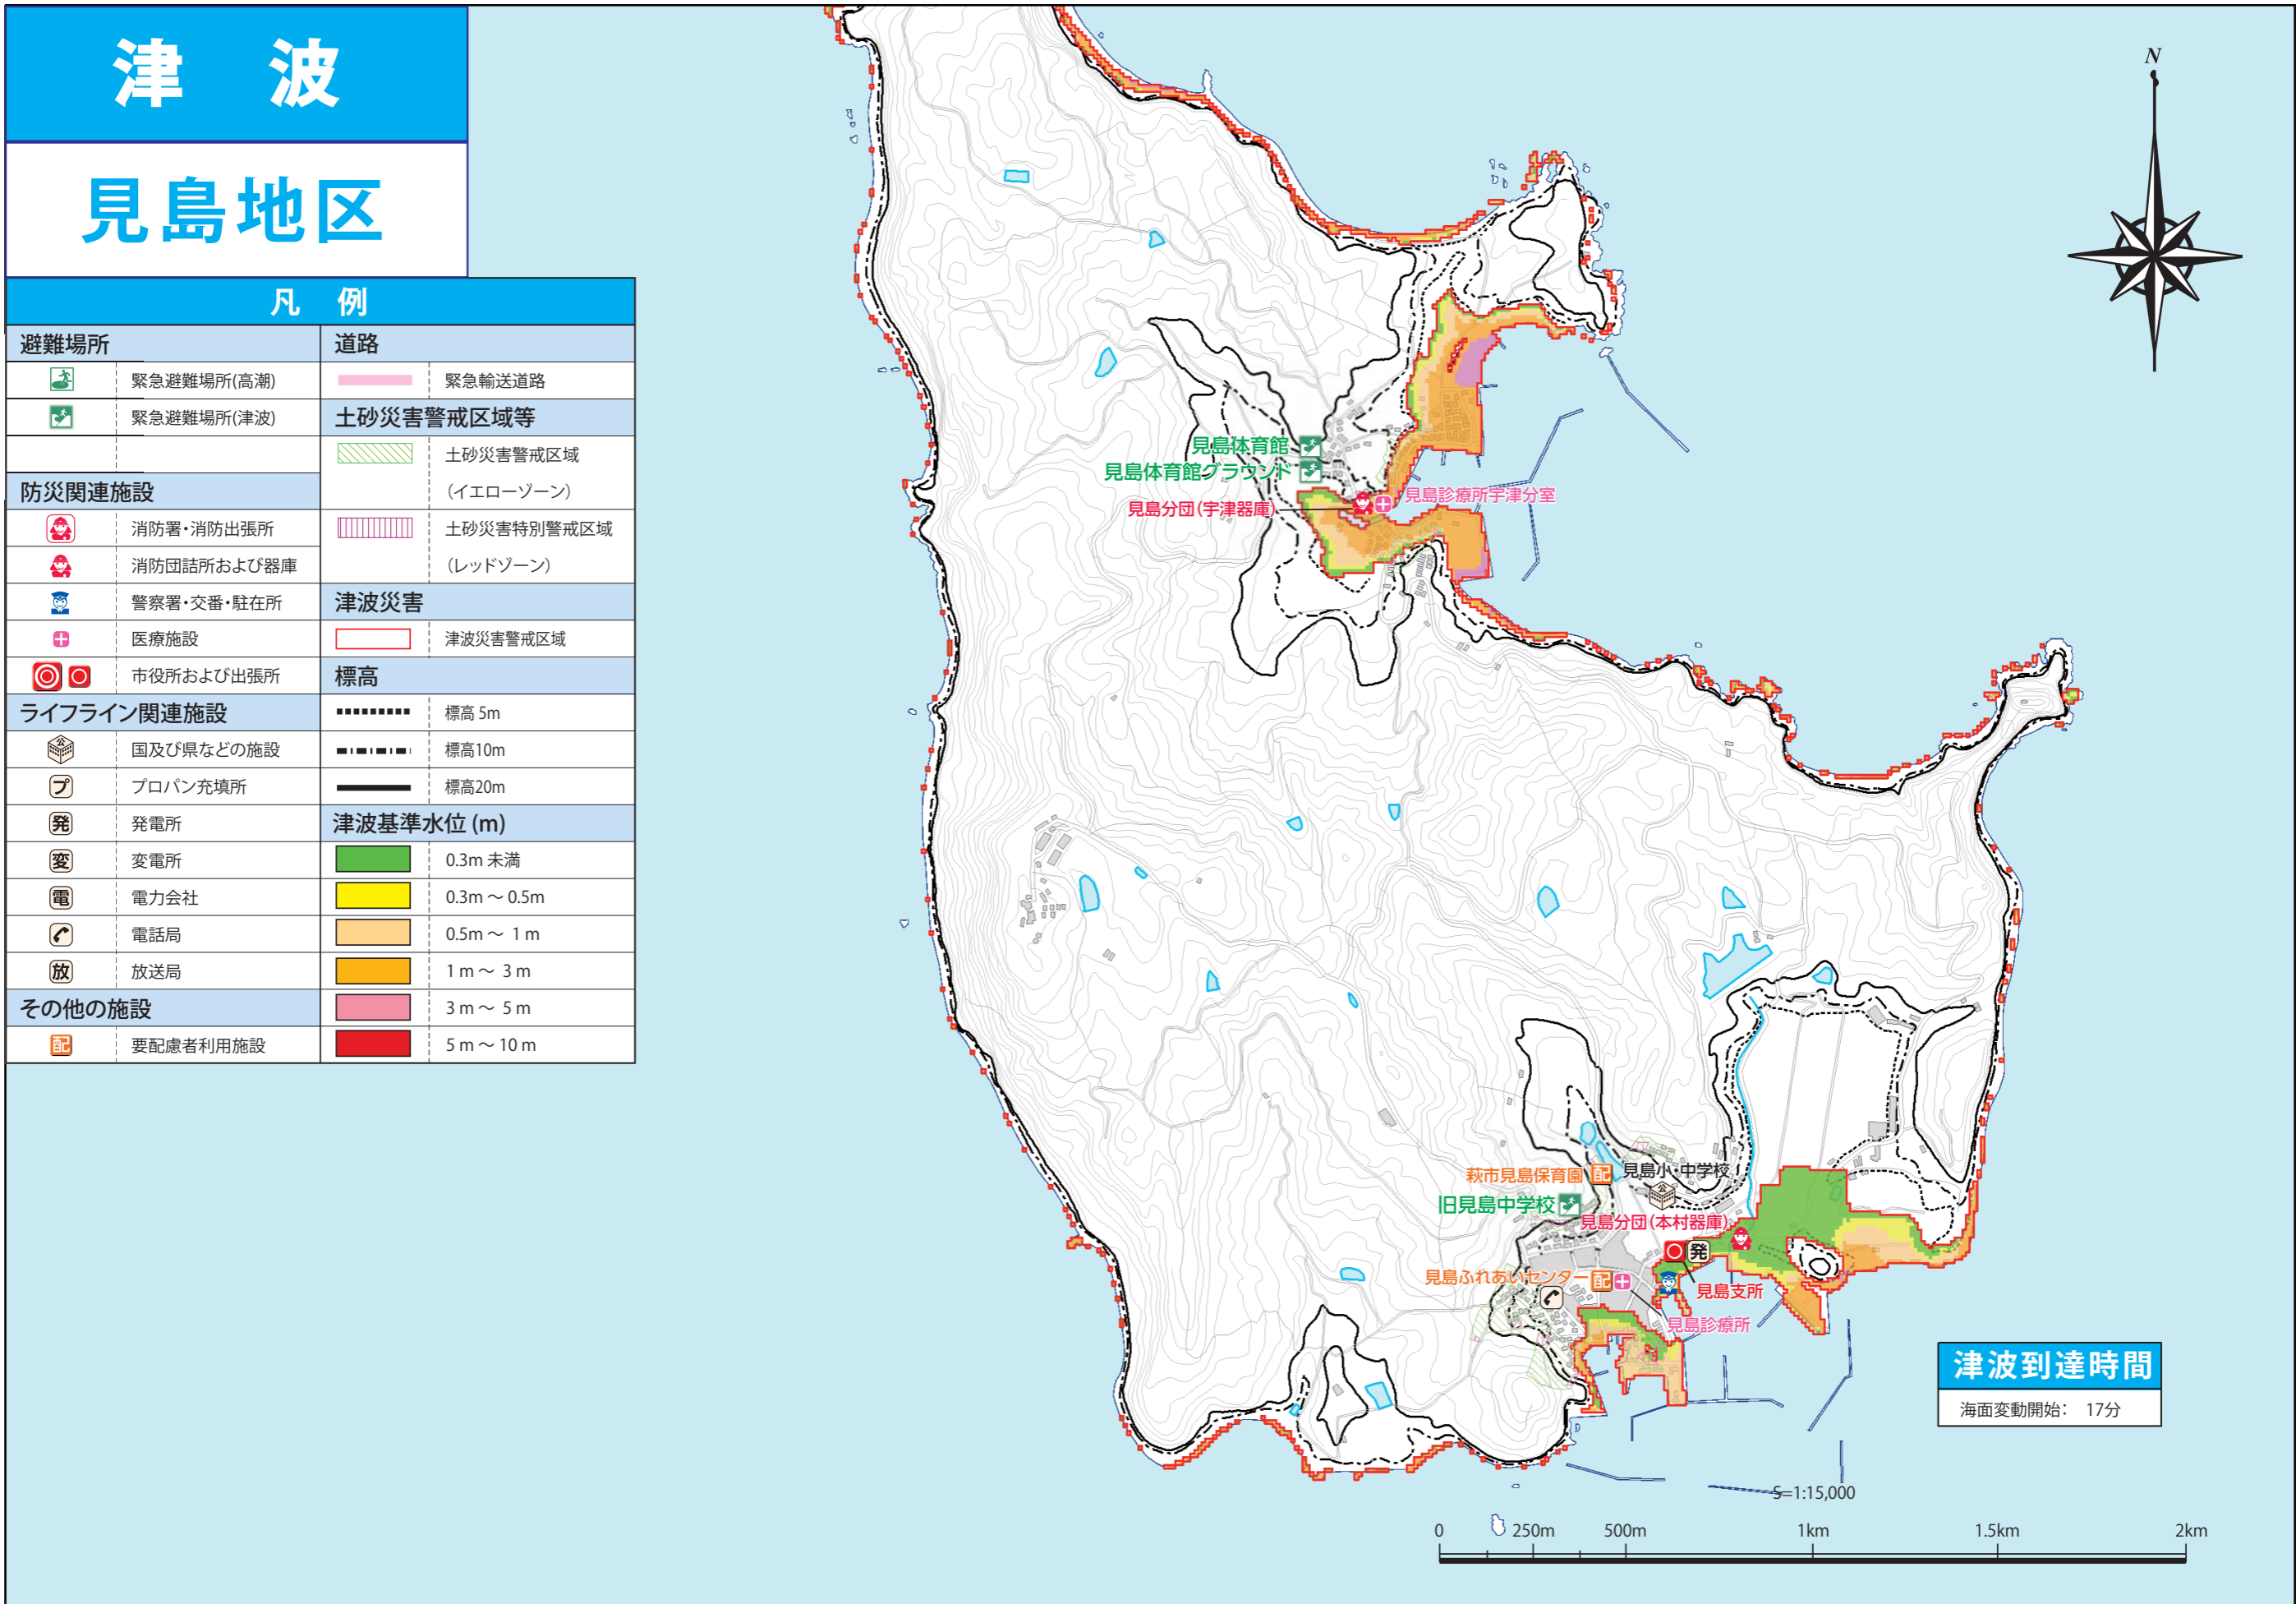 津 波
見島地区
凡 例
避難場所
緊急避難場所(高潮)
緊急避難場所(津波)
防災関連施設
消防署・消防出張所
消防団詰所および器庫
警察署・交番・駐在所
医療施設
市役所および出張所
ライフライン関連施設
公
国及び県などの施設
プ
プロパン充填所
発
発電所
変
変電所
電
電力会社
電話局
放
放送局
その他の施設
配
要配慮者利用施設
道路
緊急輸送道路
土砂災害警戒区域等
土砂災害警戒区域
(イエローゾーン)
土砂災害特別警戒区域
(レッドゾーン)
津波災害
津波災害警戒区域
標高
標高 5m
標高10m
標高20m
津波基準水位 (m)
0.3m 未満
0.3m ～ 0.5m
0.5m ～ 1 m
1 m ～ 3 m
3 m ～ 5 m
5 m ～ 10 m
N
見島体育館
見島体育館グラウンド
見島分団(宇津器庫)
見島診療所宇津分室
萩市見島保育園
配
見島小・中学校
公
旧見島中学校
見島分団(本村器庫)
発
見島ふれあいセンター
配
見島支所
見島診療所
津波到達時間
海面変動開始： 17分
S=1:15,000
0 250m 500m 1km 1.5km 2km